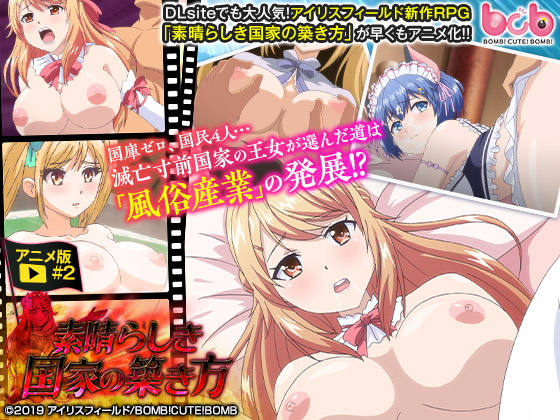 DLsiteでも大人気!アイリスフィールド新作RPG
「素晴らしき国家の築き方」が早くもアニメ化!!
bcb
BOMB! CUTE! BOMB!
国庫ゼロ、国民4人…
滅亡寸前国家の王女が選んだ道は
「風俗産業」の発展!?
アニメ版
#2
素晴らしき
国家の築き方
©2019 アイリスフィールド/BOMB!CUTE!BOMB